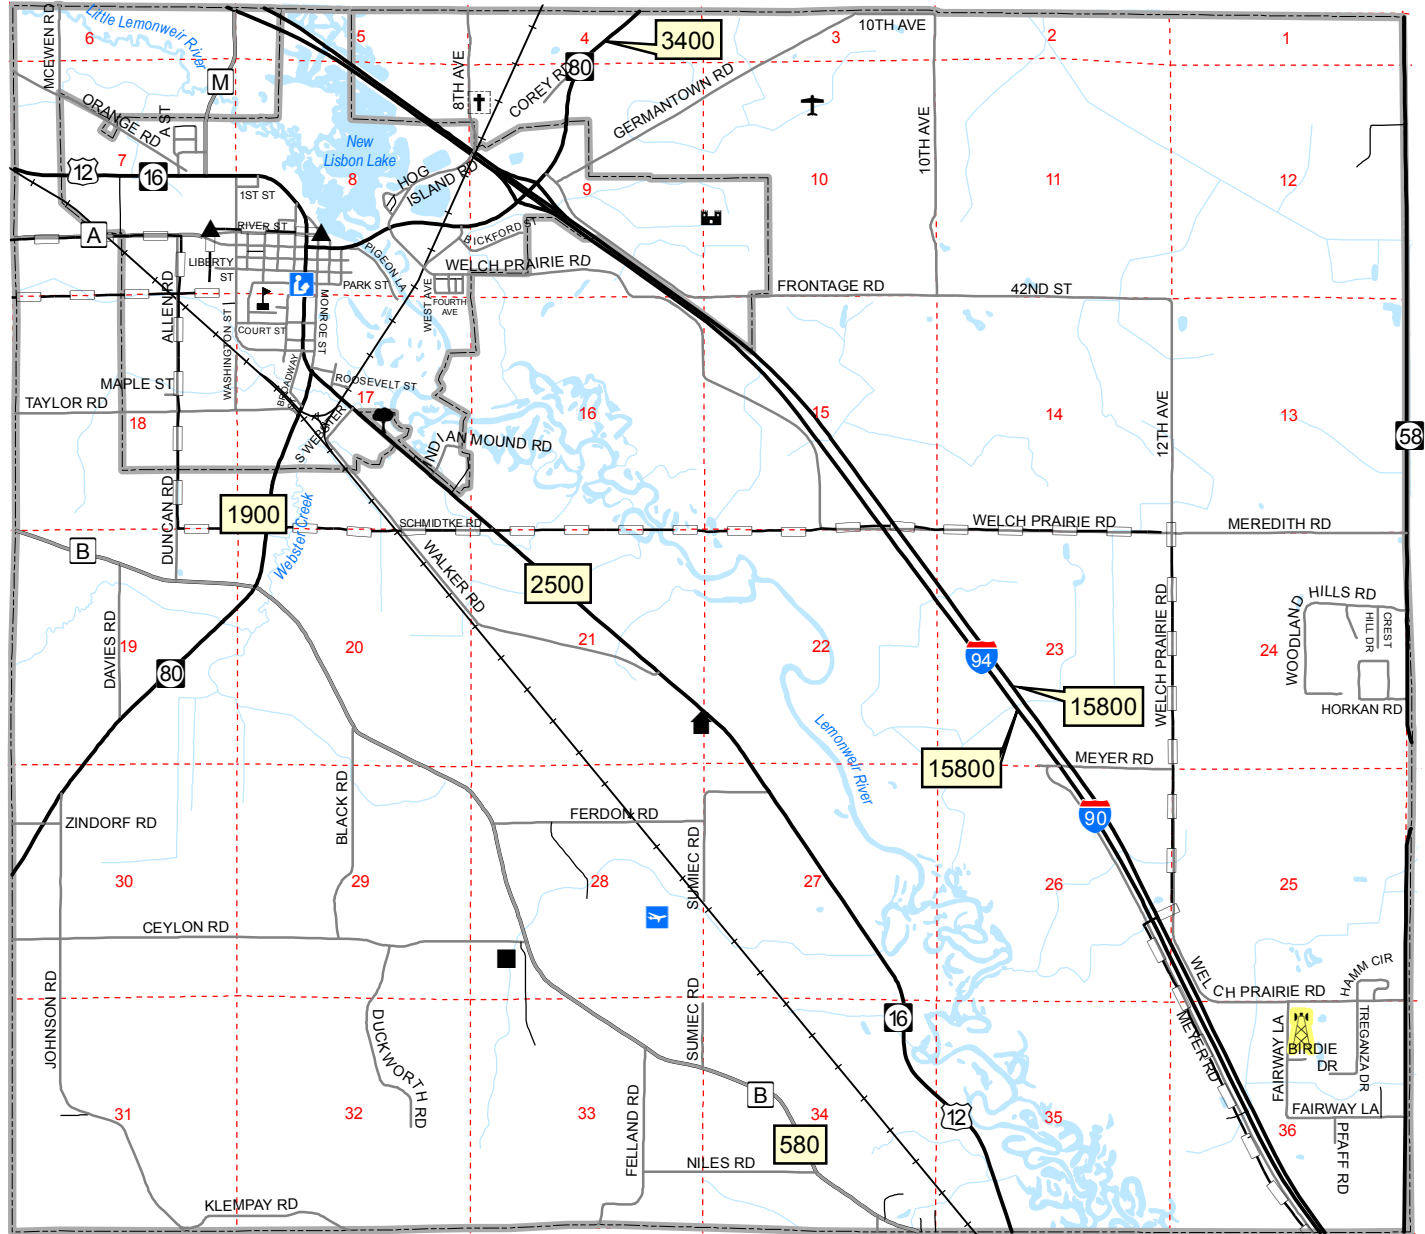 MCEWEN RD
Little Lemonweir River
6
5
8TH AVE
4
3400
3
10TH AVE
2
1
M
COREY RD
80
GERMANTOWN RD
ORANGE RD
A ST
7
12
16
New
Lisbon Lake
8
HOG
ISLAND RD
9
10
10TH AVE
11
12
1ST ST
A
RIVER ST
BICKFORD ST
LIBERTY
ST
PIGEON LA
WELCH PRAIRIE RD
PARK ST
FRONTAGE RD
42ND ST
ALLEN RD
WASHINGTON ST
COURT ST
MONROE ST
WEST AVE
FOURTH
AVE
BROADWAY
ROOSEVELT ST
MAPLE ST
TAYLOR RD
18
17
S WEBSTER
INDIAN MOUND RD
16
15
14
12TH AVE
13
58
DUNCAN RD
1900
Webster Creek
SCHMIDTKE RD
WELCH PRAIRIE RD
MEREDITH RD
B
WALKER RD
2500
DAVIES RD
19
20
21
22
94
23
WELCH PRAIRIE RD
24
WOODLAND
HILLS RD
CREST
HILL DR
HORKAN RD
80
Lemonweir River
15800
15800
MEYER RD
90
ZINDORF RD
BLACK RD
FERDON RD
SUMIEC RD
30
29
28
27
26
25
CEYLON RD
JOHNSON RD
DUCKWORTH RD
SUMIEC RD
16
WELCH PRAIRIE RD
HAMM CIR
MEYER RD
FAIRWAY LA
BIRDIE
DR
TREGANZA DR
FAIRWAY LA
PFAFF RD
31
32
33
FELLAND RD
B
34
580
12
35
36
NILES RD
KLEMPAY RD